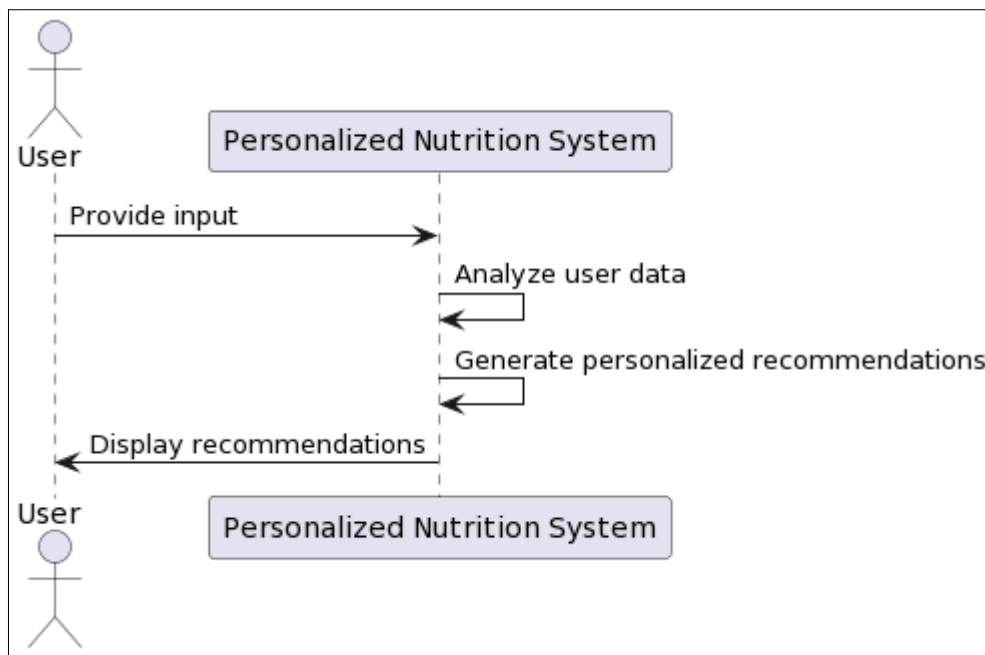 User
Personalized Nutrition System
Provide input
Analyze user data
Generate personalized recommendations
Display recommendations
User
Personalized Nutrition System